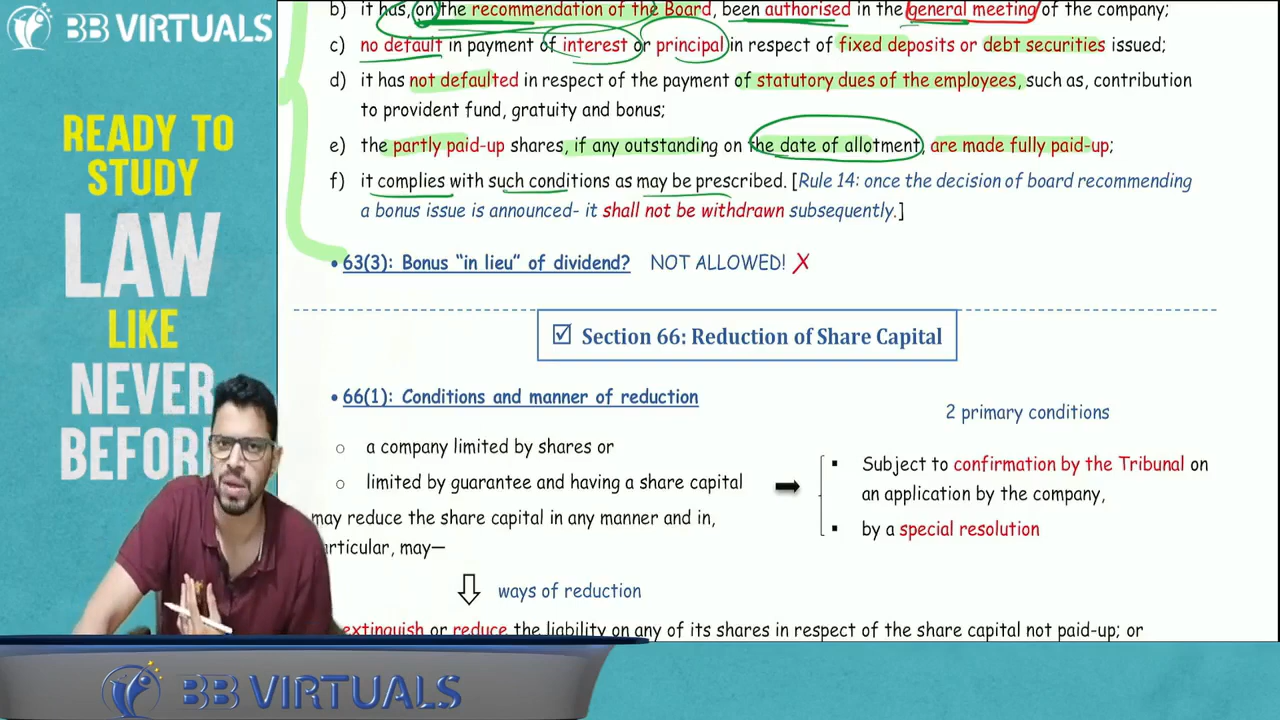 BB VIRTUALS
READY TO
STUDY
LAW
LIKE
NEVER
BEFOR
b) it has, on the recommendation of the Board, been authorised in the general meeting of the company;
c) no default in payment of interest or principal in respect of fixed deposits or debt securities issued;
d) it has not defaulted in respect of the payment of statutory dues of the employees, such as, contribution
to provident fund, gratuity and bonus;
e) the partly paid-up shares, if any outstanding on the date of allotment, are made fully paid-up;
f) it complies with such conditions as may be prescribed. [Rule 14: once the decision of board recommending
a bonus issue is announced- it shall not be withdrawn subsequently.]
• 63(3): Bonus “in lieu” of dividend? NOT ALLOWED! X
Section 66: Reduction of Share Capital
• 66(1): Conditions and manner of reduction
2 primary conditions
o a company limited by shares or
o limited by guarantee and having a share capital
may reduce the share capital in any manner and in,
articular, may—
▪ Subject to confirmation by the Tribunal on
an application by the company,
▪ by a special resolution
ways of reduction
extinguish or reduce the liability on any of its shares in respect of the share capital not paid-up; or
BB VIRTUALS